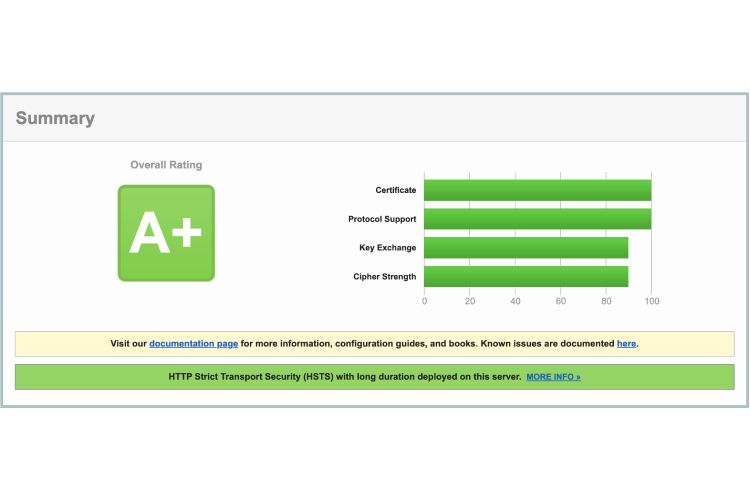 Summary
Overall Rating
A+
Certificate
Protocol Support
Key Exchange
Cipher Strength
0 20 40 60 80 100
Visit our documentation page for more information, configuration guides, and books. Known issues are documented here.
HTTP Strict Transport Security (HSTS) with long duration deployed on this server. MORE INFO »